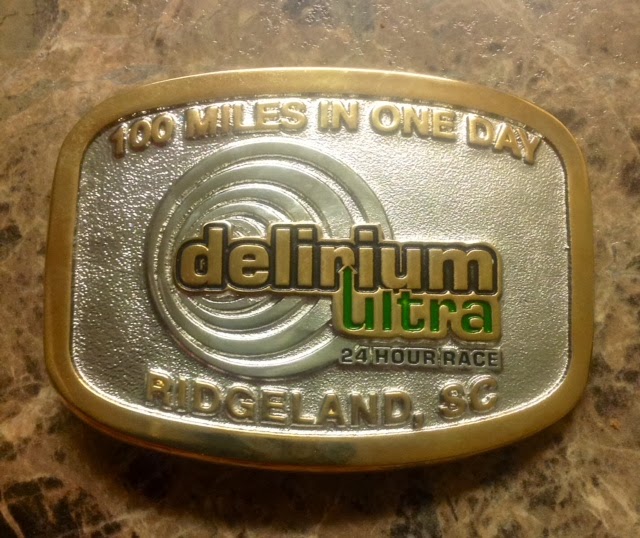 100 MILES IN ONE DAY
delirium
ultra
24 HOUR RACE
RIDGELAND, SC